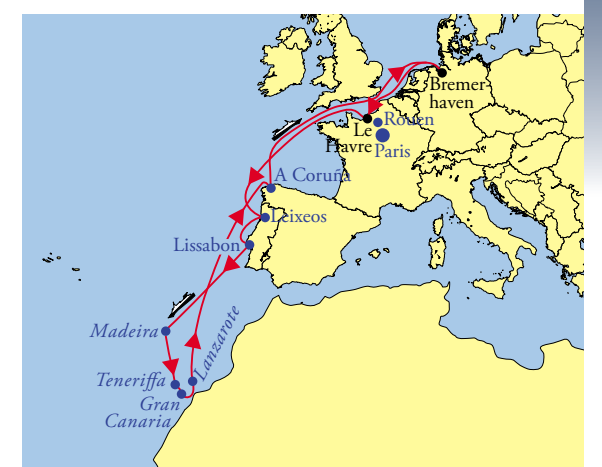 Bremer-
haven
Rouen
Le
Havre
Paris
A Coruña
Leixeos
Lissabon
Madeira
Lanzarote
Teneriffa
Gran
Canaria